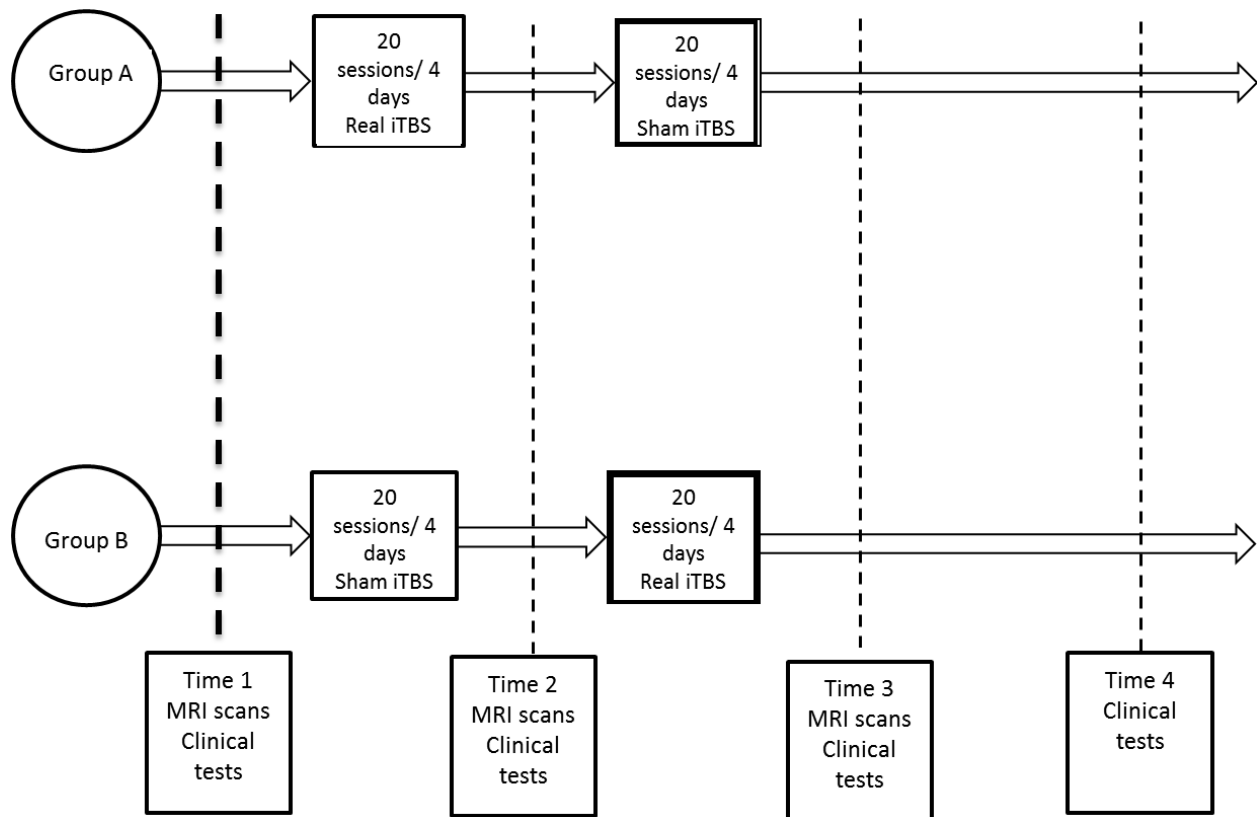 Group A
20
sessions/ 4
days
Real iTBS
20
sessions/ 4
days
Sham iTBS
Group B
20
sessions/ 4
days
Sham iTBS
20
sessions/ 4
days
Real iTBS
Time 1
MRI scans
Clinical
tests
Time 2
MRI scans
Clinical
tests
Time 3
MRI scans
Clinical
tests
Time 4
Clinical
tests